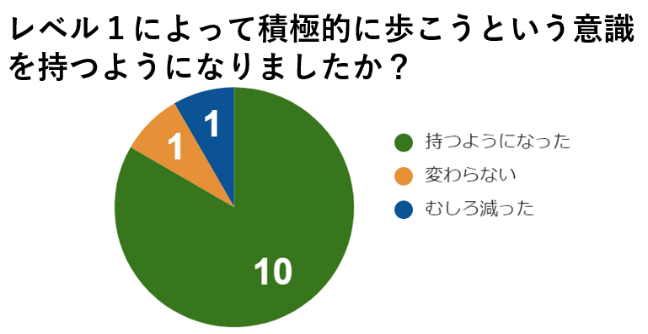 レベル１によって積極的に歩こうという意識
を持つようになりましたか？
1
1
10
持つようになった
変わらない
むしろ減った